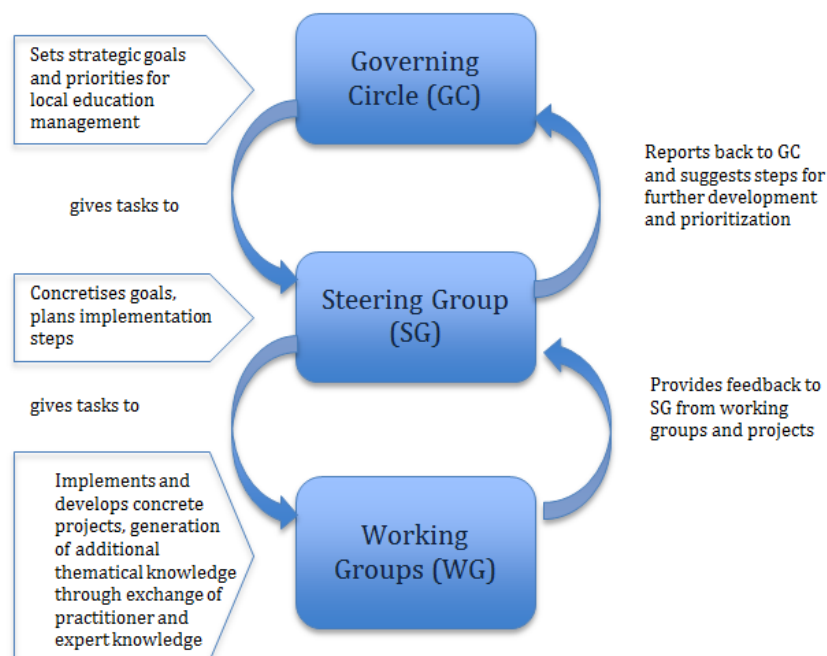 Sets strategic goals
and priorities for
local education
management
Governing
Circle (GC)
Reports back to GC
and suggests steps for
further development
and prioritization
gives tasks to
Concretises goals,
plans implementation
steps
Steering Group
(SG)
Provides feedback to
SG from working
groups and projects
gives tasks to
Implements and
develops concrete
projects, generation
of additional
thematical knowledge
through exchange of
practitioner and
expert knowledge
Working
Groups (WG)